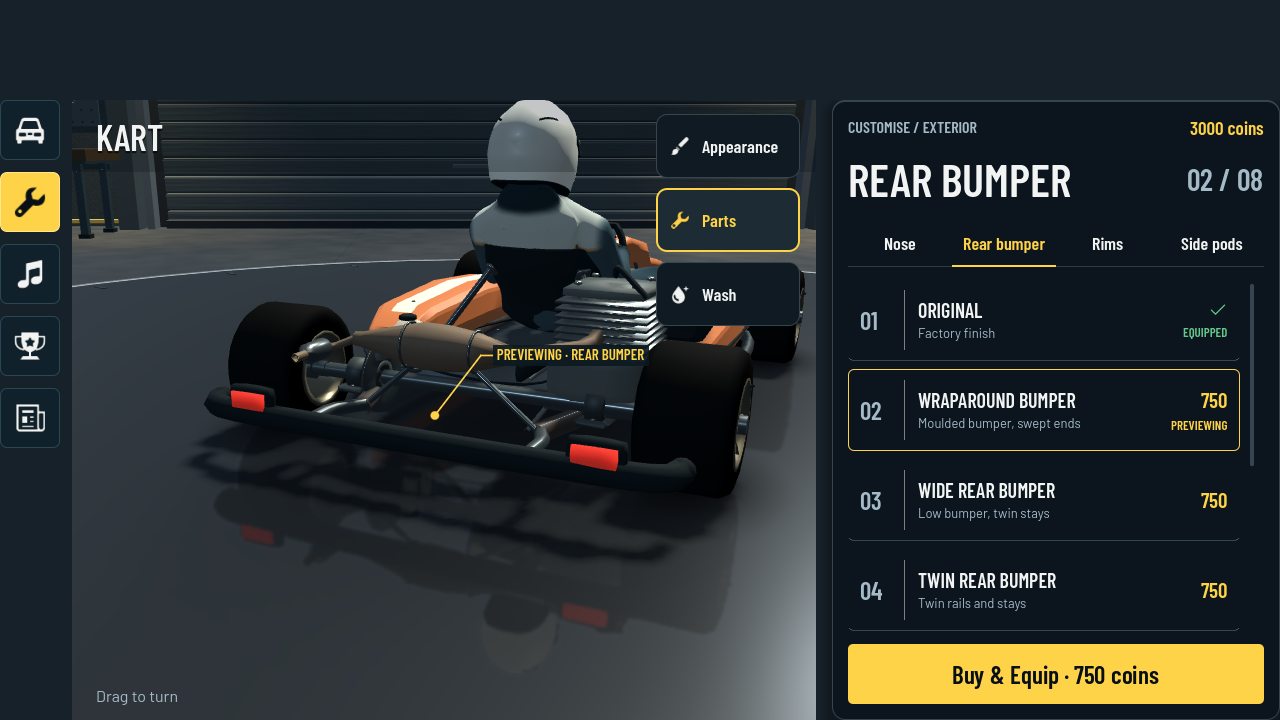 KART
Appearance
Parts
Wash
PREVIEWING · REAR BUMPER
Drag to turn
CUSTOMISE / EXTERIOR
3000 coins
REAR BUMPER
02 / 08
Nose
Rear bumper
Rims
Side pods
01
ORIGINAL
Factory finish
EQUIPPED
02
WRAPAROUND BUMPER
Moulded bumper, swept ends
750
PREVIEWING
03
WIDE REAR BUMPER
Low bumper, twin stays
750
04
TWIN REAR BUMPER
Twin rails and stays
750
Buy & Equip · 750 coins